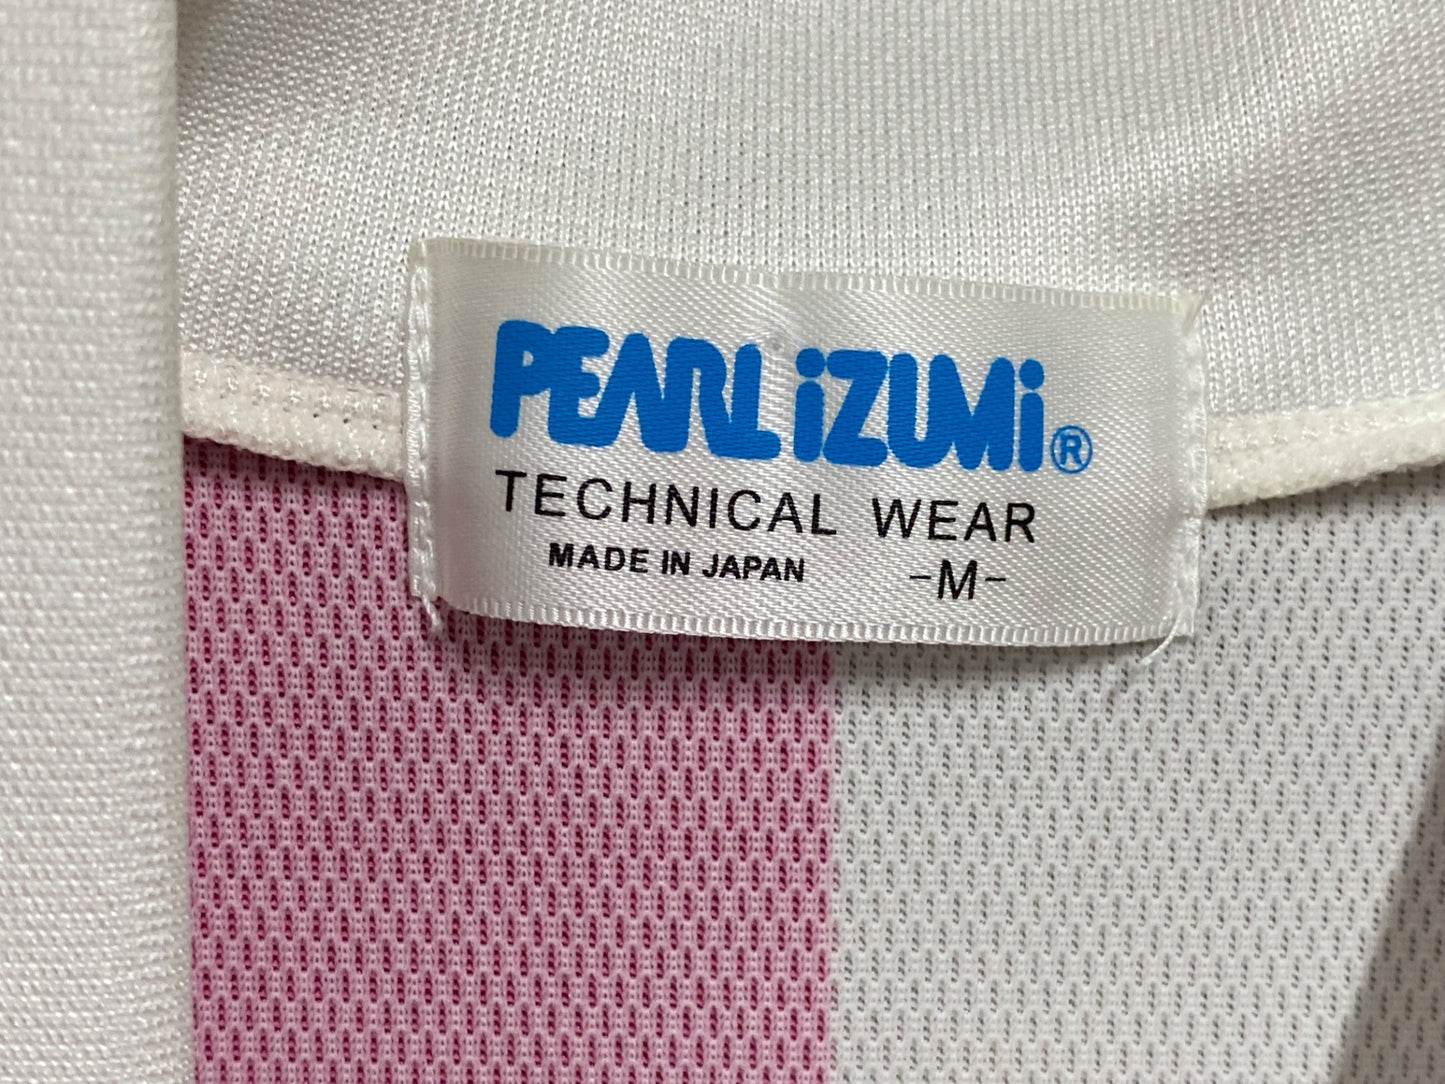 PEARL iZUMi®
TECHNICAL WEAR
MADE IN JAPAN -M-